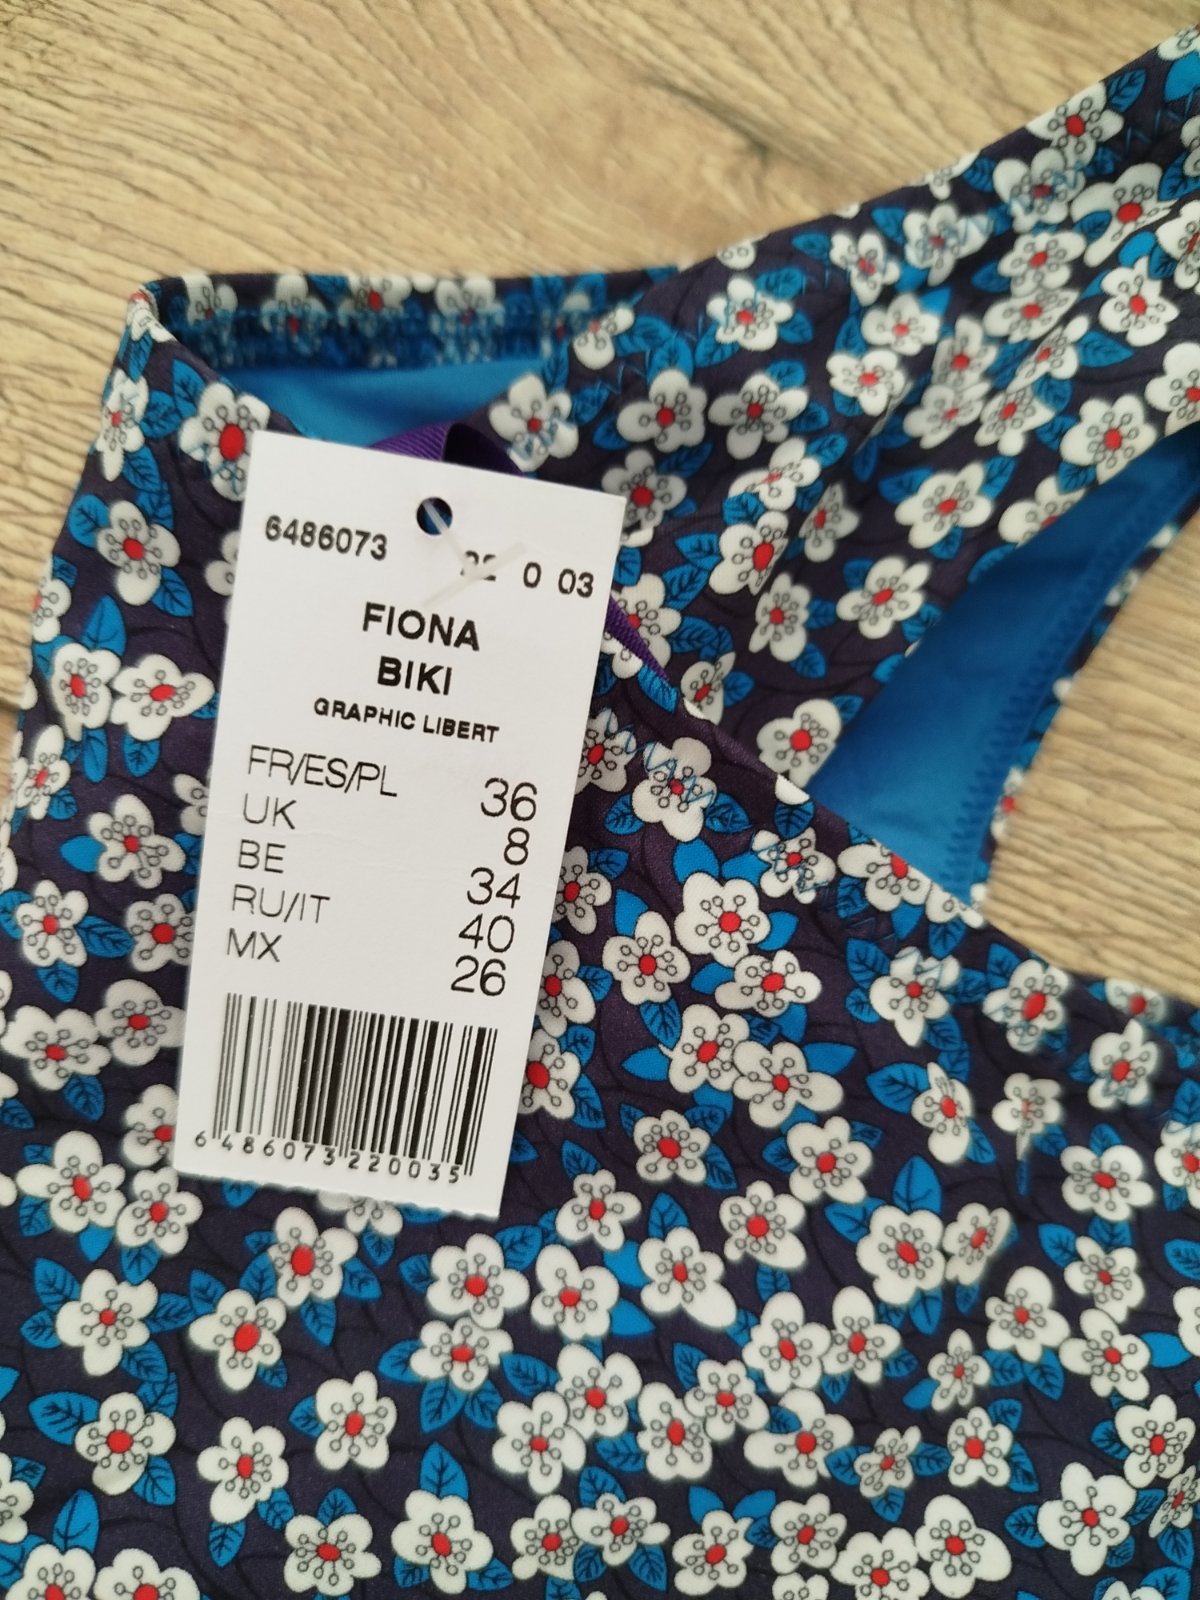 6486073 22 0 03
FIONA
BIKI
GRAPHIC LIBERT
FR/ES/PL 36
UK 8
BE 34
RU/IT 40
MX 26
6486073220035